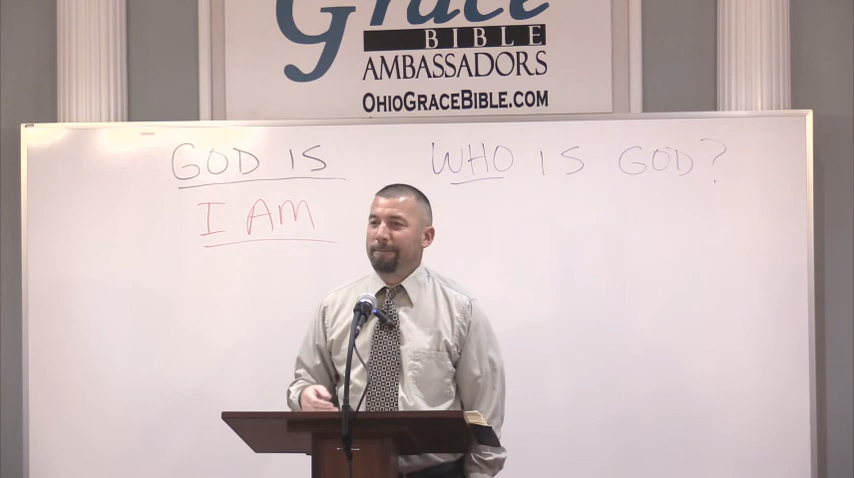 Grace
BIBLE
AMBASSADORS
OHIOGRACEBIBLE.COM
GOD IS
I AM
WHO IS GOD?